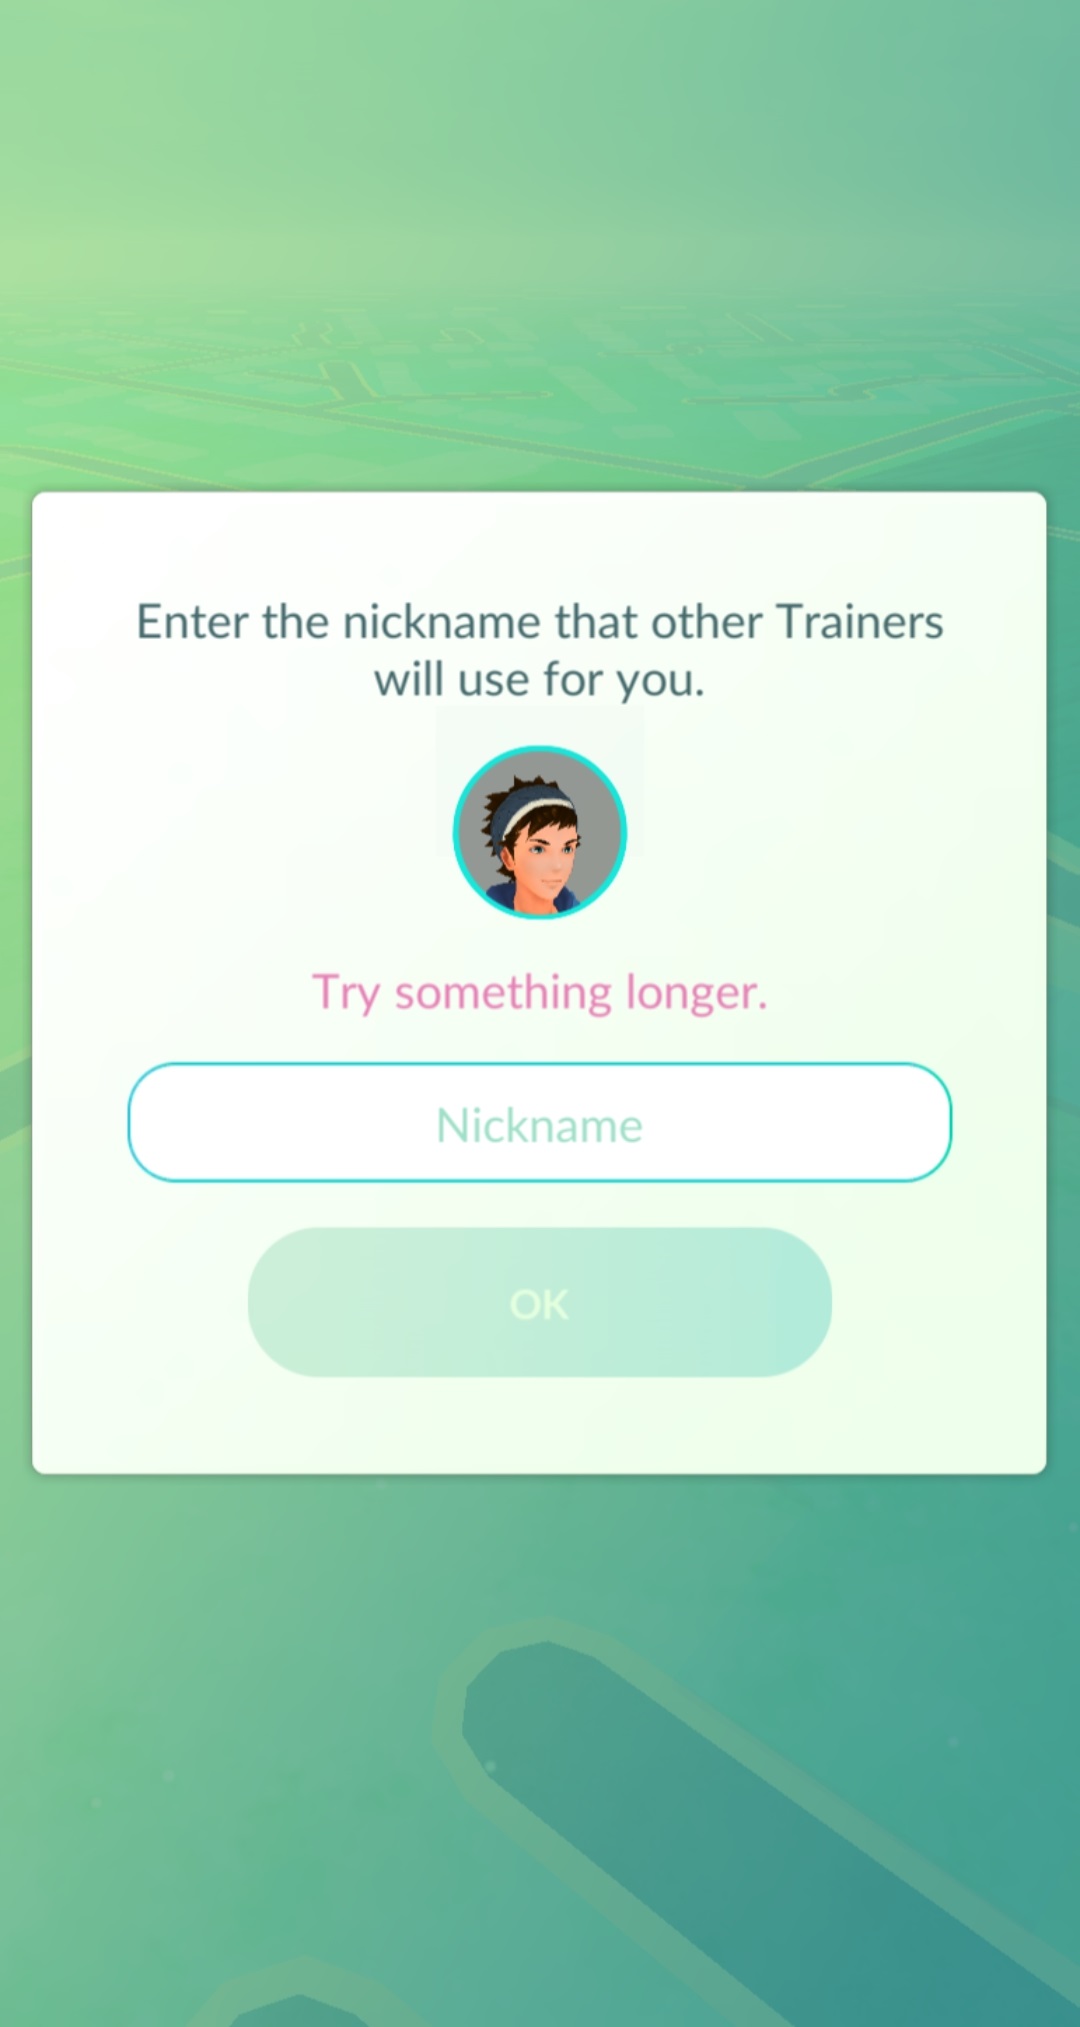 Enter the nickname that other Trainers
will use for you.
Try something longer.
Nickname
OK